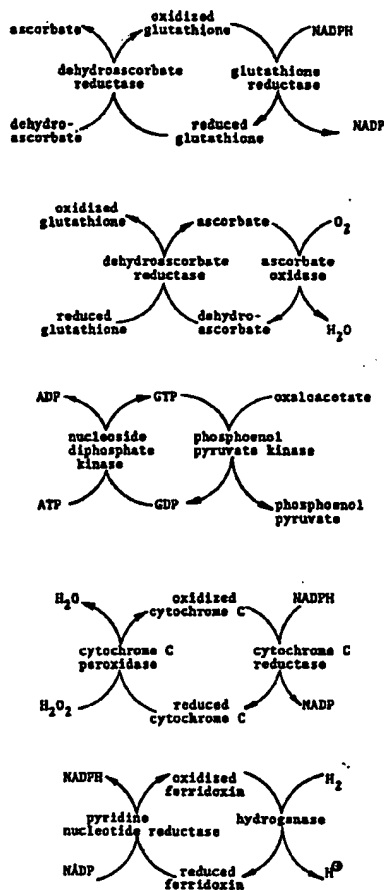 oxidized
ascorbate glutathione NADPH
dehydroascorbate glutathione
reductase reductase
dehydro- reduced
ascorbate glutathione NADP
oxidized ascorbate O2
glutathione
dehydroascorbate ascorbate
reductase oxidase
reduced dehydro-
glutathione ascorbate H2O
ADP GTP oxaloacetate
nucleoside phosphoenol
diphosphate pyruvate kinase
kinase
ATP GDP phosphoenol
pyruvate
H2O oxidized NADPH
cytochrome C
cytochrome C cytochrome C
peroxidase reductase
H2O2 reduced NADP
cytochrome C
NADPH oxidized H2
ferridoxin
pyridine hydrogenase
nucleotide reductase
NADP reduced H⊕
ferridoxin